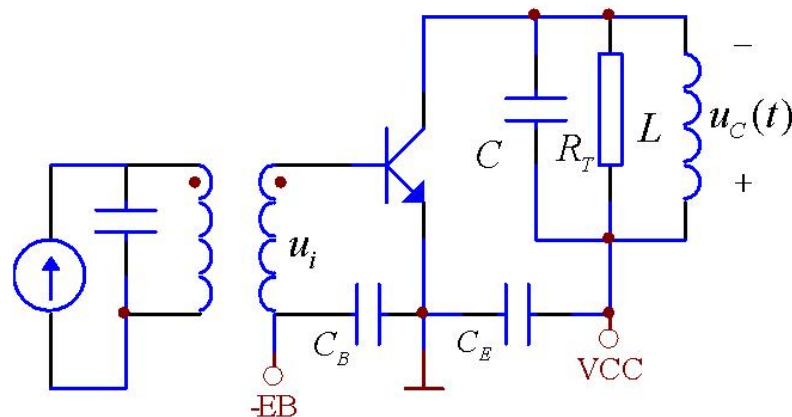 −
C
R_T
L
u_C(t)
+
u_i
C_B
C_E
-EB
VCC